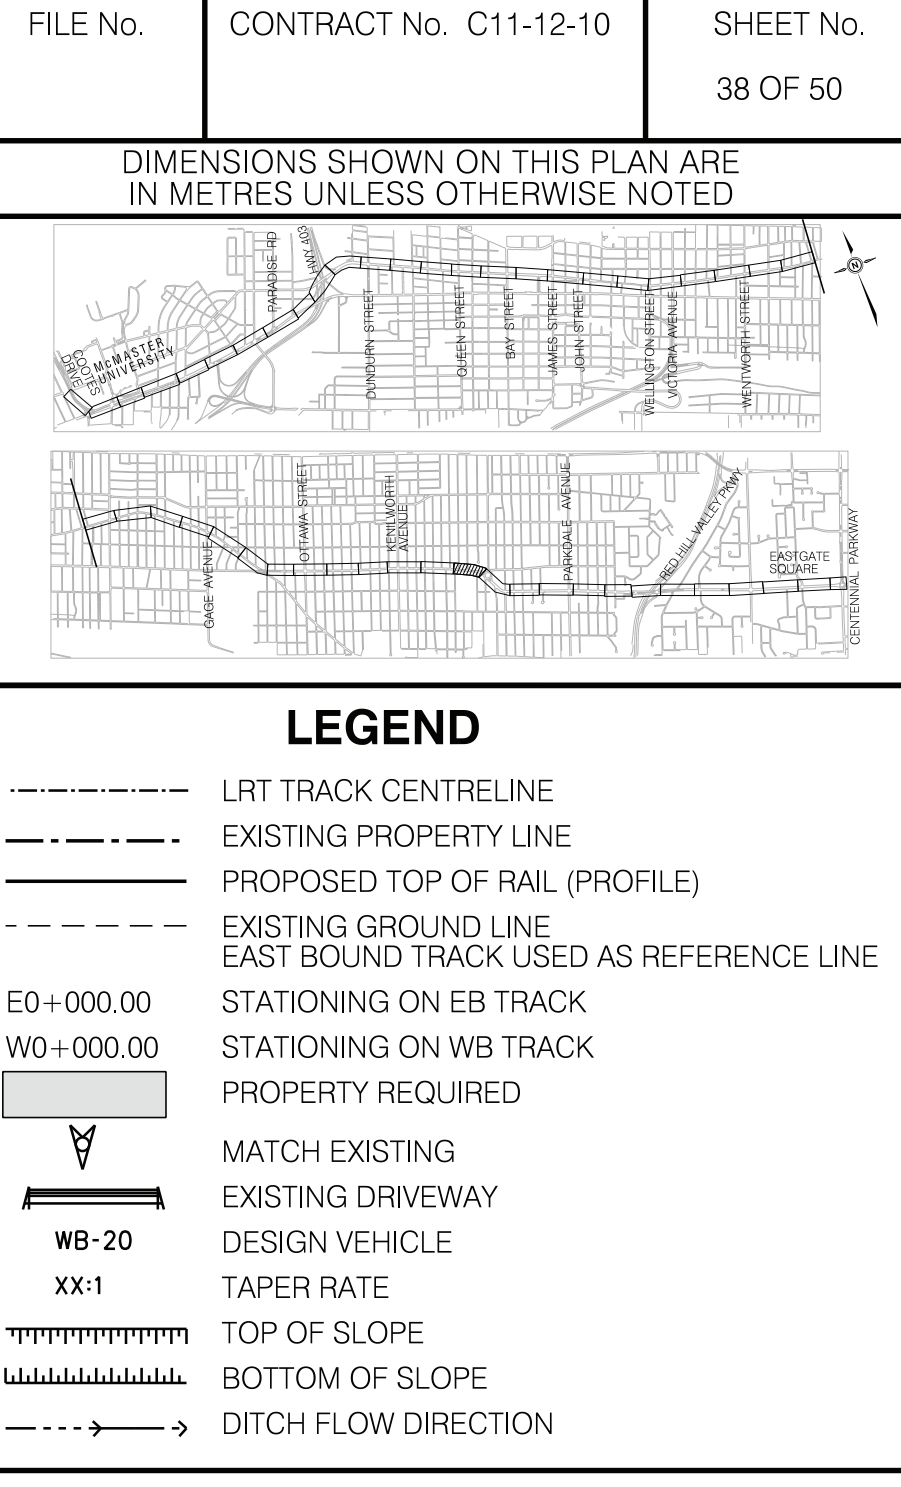 FILE No.
CONTRACT No. C11-12-10
SHEET No.
38 OF 50
DIMENSIONS SHOWN ON THIS PLAN ARE
IN METRES UNLESS OTHERWISE NOTED
COOTES
DRIVE
McMASTER
UNIVERSITY
PARADISE RD
HWY 403
DUNDURN STREET
QUEEN STREET
BAY STREET
JAMES STREET
JOHN STREET
WELLINGTON STREET
VICTORIA AVENUE
WENTWORTH STREET
N
GAGE AVENUE
OTTAWA STREET
KENILWORTH
AVENUE
PARKDALE AVENUE
RED HILL VALLEY PKWY
EASTGATE
SQUARE
CENTENNIAL PARKWAY
LEGEND
LRT TRACK CENTRELINE
EXISTING PROPERTY LINE
PROPOSED TOP OF RAIL (PROFILE)
EXISTING GROUND LINE
EAST BOUND TRACK USED AS REFERENCE LINE
E0+000.00 STATIONING ON EB TRACK
W0+000.00 STATIONING ON WB TRACK
PROPERTY REQUIRED
MATCH EXISTING
EXISTING DRIVEWAY
WB-20 DESIGN VEHICLE
XX:1 TAPER RATE
TOP OF SLOPE
BOTTOM OF SLOPE
DITCH FLOW DIRECTION